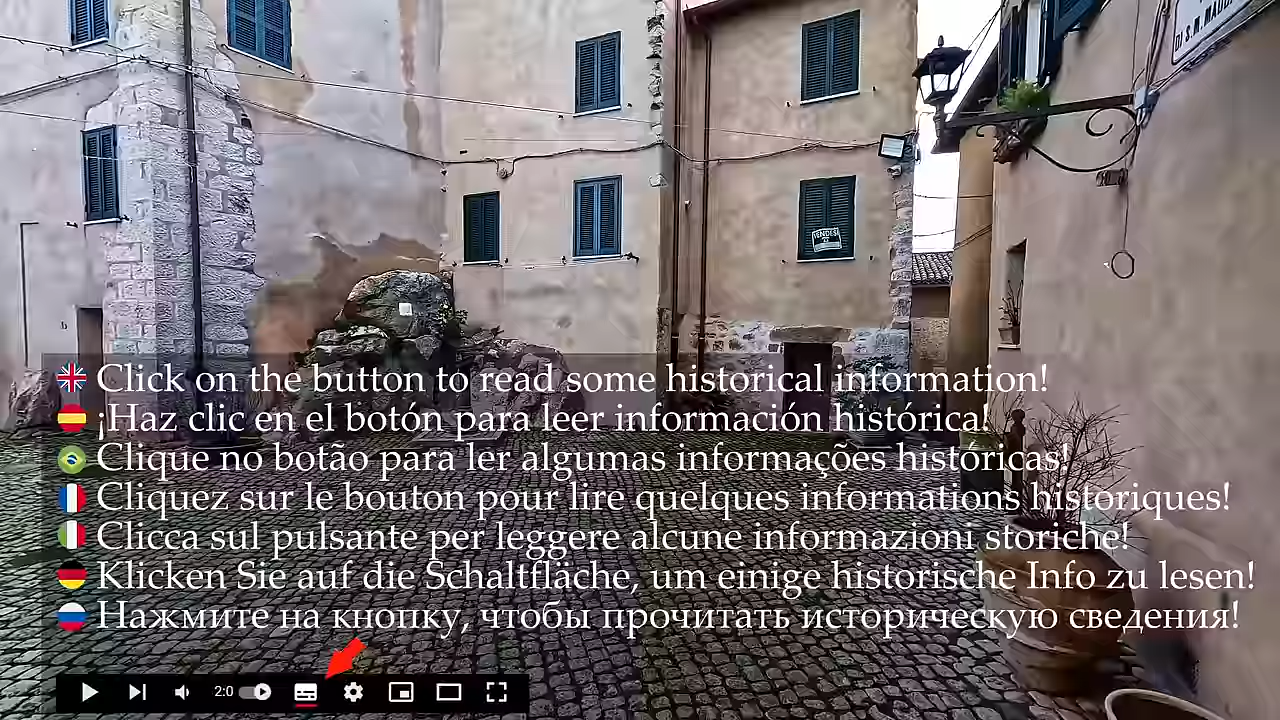 DI S. M. MADD
VENDESI
Click on the button to read some historical information!
¡Haz clic en el botón para leer información histórica!
Clique no botão para ler algumas informações históricas!
Cliquez sur le bouton pour lire quelques informations historiques!
Clicca sul pulsante per leggere alcune informazioni storiche!
Klicken Sie auf die Schaltfläche, um einige historische Info zu lesen!
Нажмите на кнопку, чтобы прочитать историческую сведения!
2:0